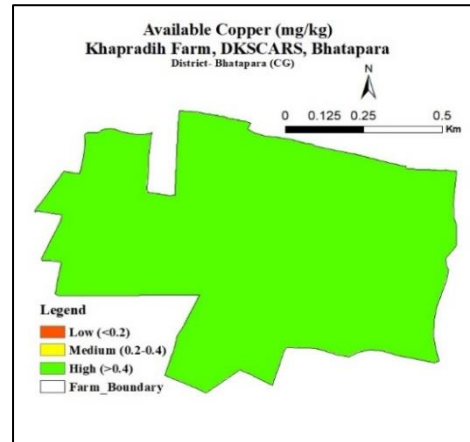 Available Copper (mg/kg)
Khapradih Farm, DKSCARS, Bhatapara
District- Bhatapara (CG)
N
0 0.125 0.25 0.5
Km
Legend
Low (<0.2)
Medium (0.2-0.4)
High (>0.4)
Farm_Boundary